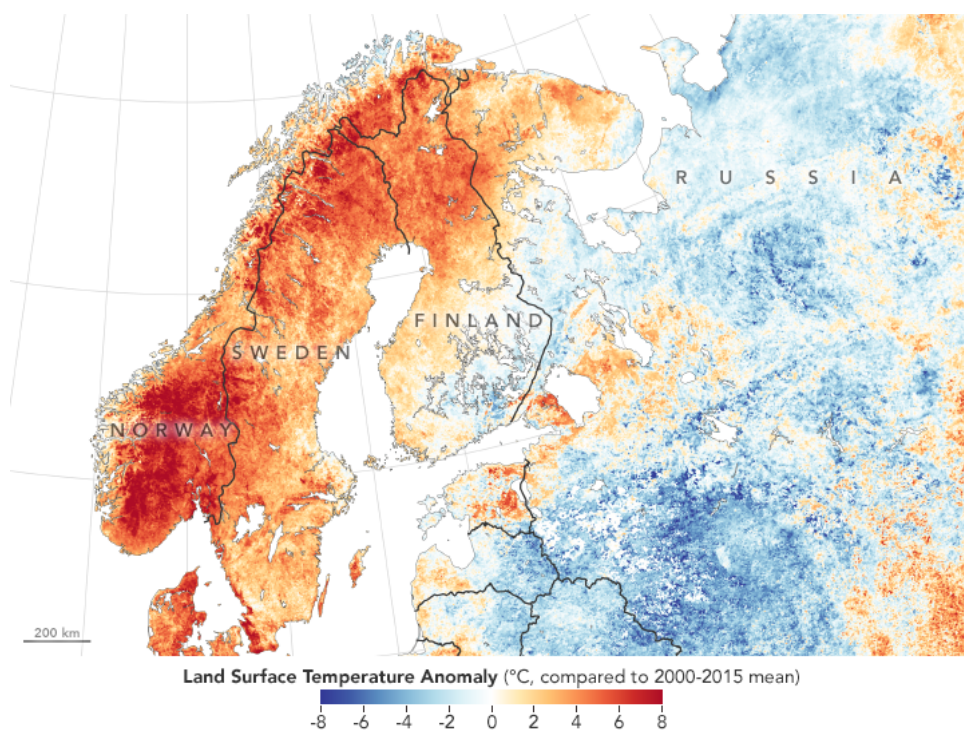 RUSSIA
FINLAND
SWEDEN
NORWAY
200 km
Land Surface Temperature Anomaly (°C, compared to 2000-2015 mean)
-8 -6 -4 -2 0 2 4 6 8